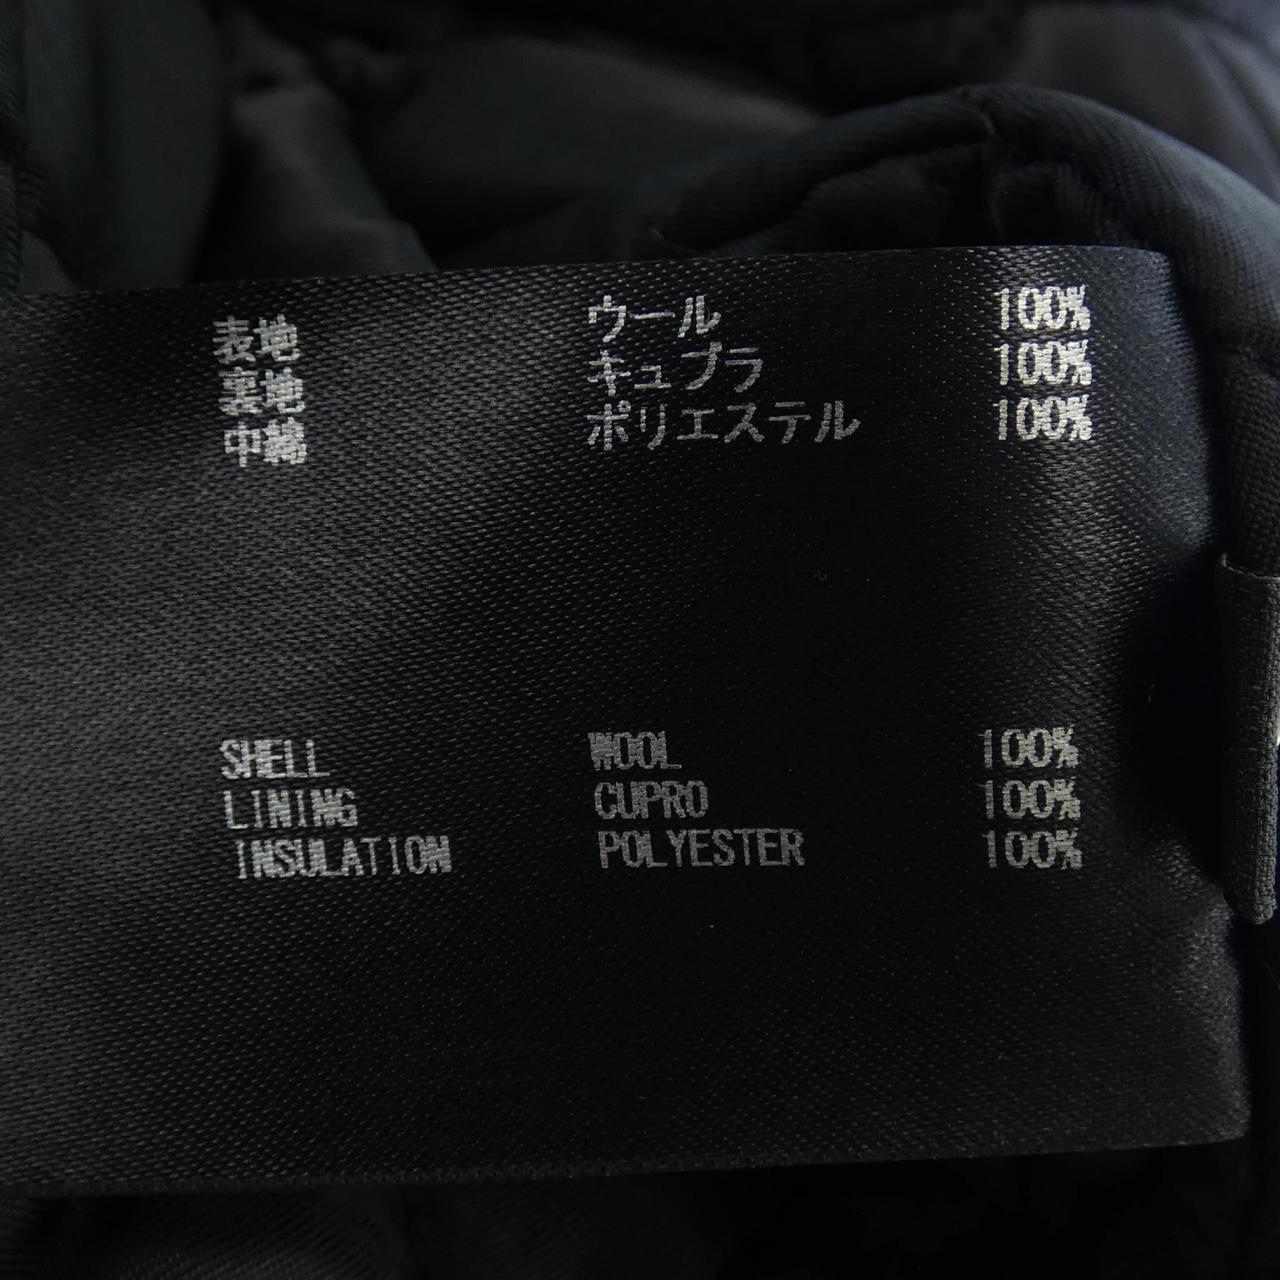 表地 ウール 100%
裏地 キュプラ 100%
中綿 ポリエステル 100%
SHELL WOOL 100%
LINING CUPRO 100%
INSULATION POLYESTER 100%